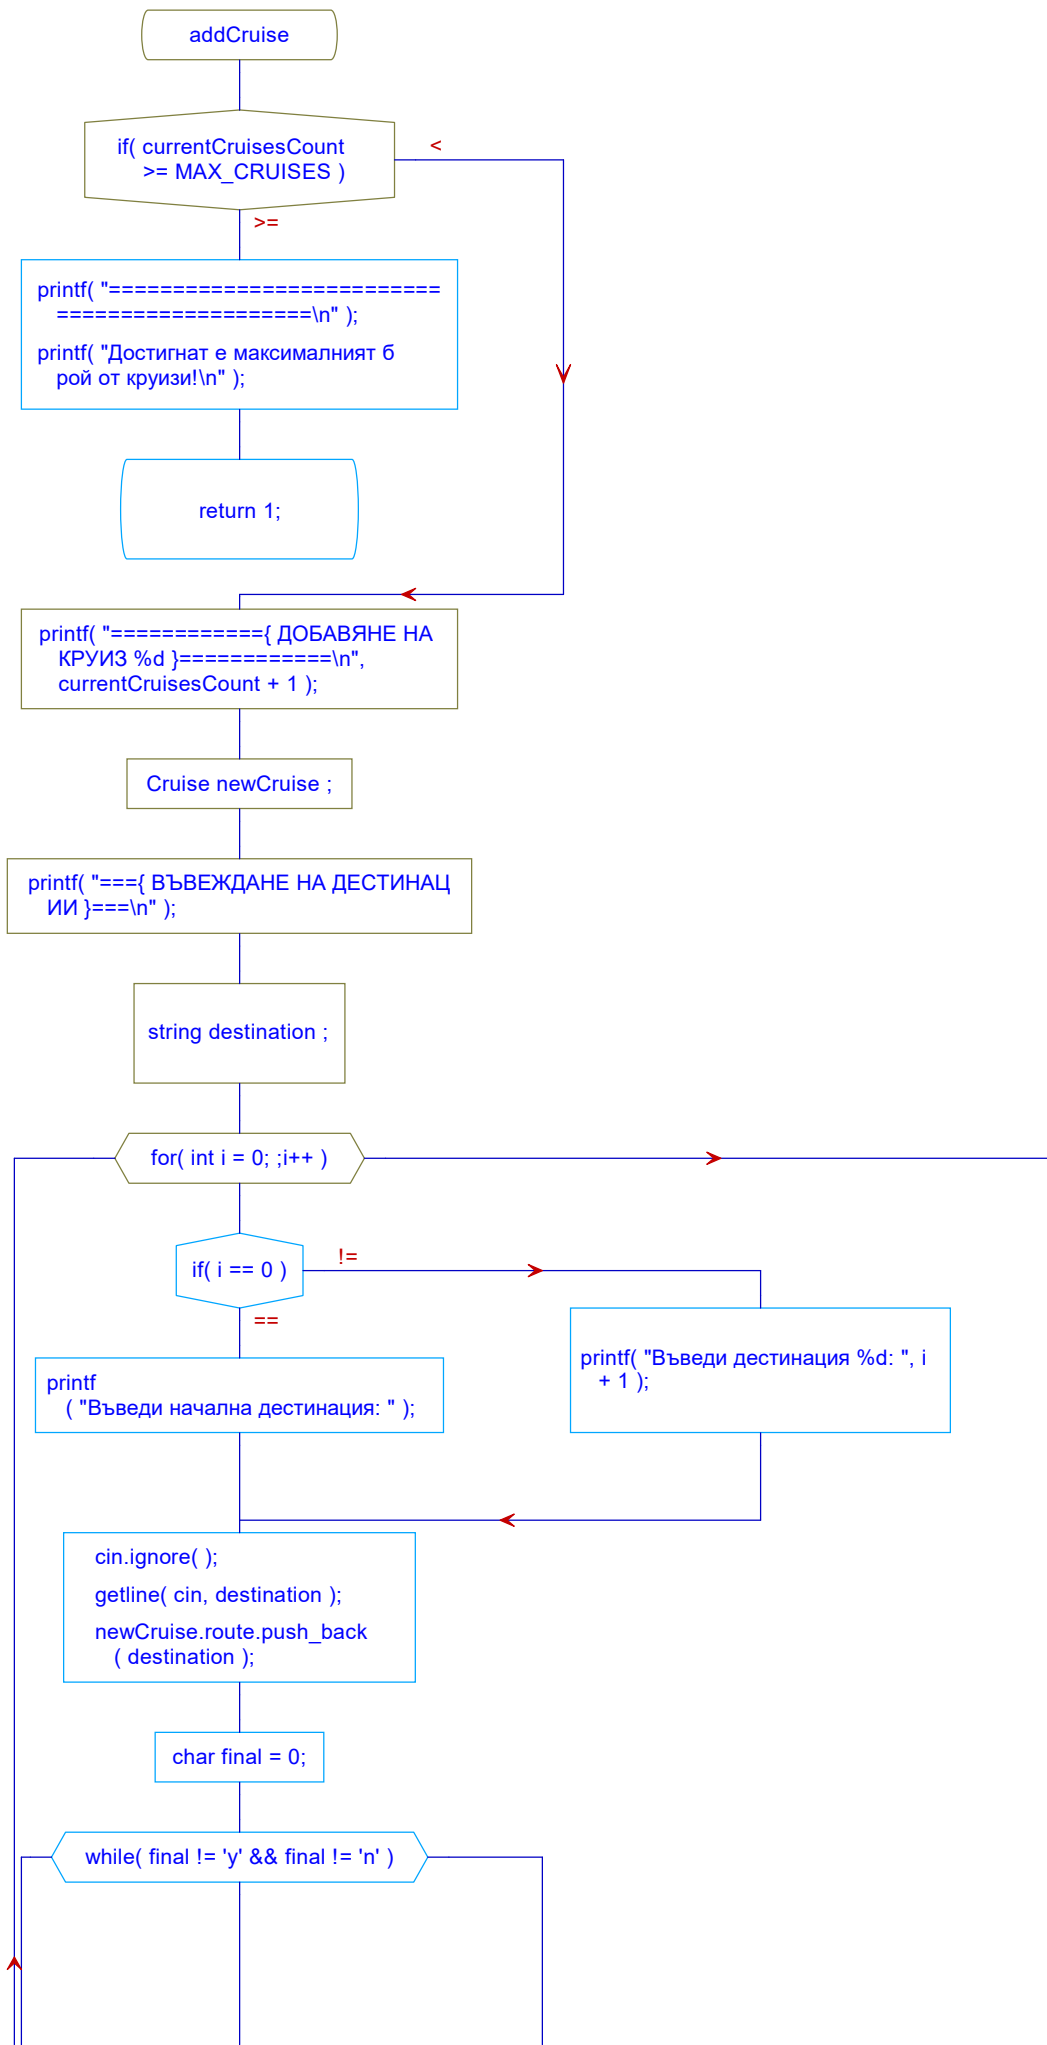 addCruise
if( currentCruisesCount
>= MAX_CRUISES )
<
>=
printf( "==========================
====================\n" );
printf( "Достигнат е максималният б
рой от круизи!\n" );
return 1;
printf( "============{ ДОБАВЯНЕ НА
КРУИЗ %d }============\n",
currentCruisesCount + 1 );
Cruise newCruise ;
printf( "==={ ВЪВЕЖДАНЕ НА ДЕСТИНАЦ
ИИ }===\n" );
string destination ;
for( int i = 0; ;i++ )
if( i == 0 )
!=
==
printf
( "Въведи начална дестинация: " );
printf( "Въведи дестинация %d: ", i
+ 1 );
cin.ignore( );
getline( cin, destination );
newCruise.route.push_back
( destination );
char final = 0;
while( final != 'y' && final != 'n' )